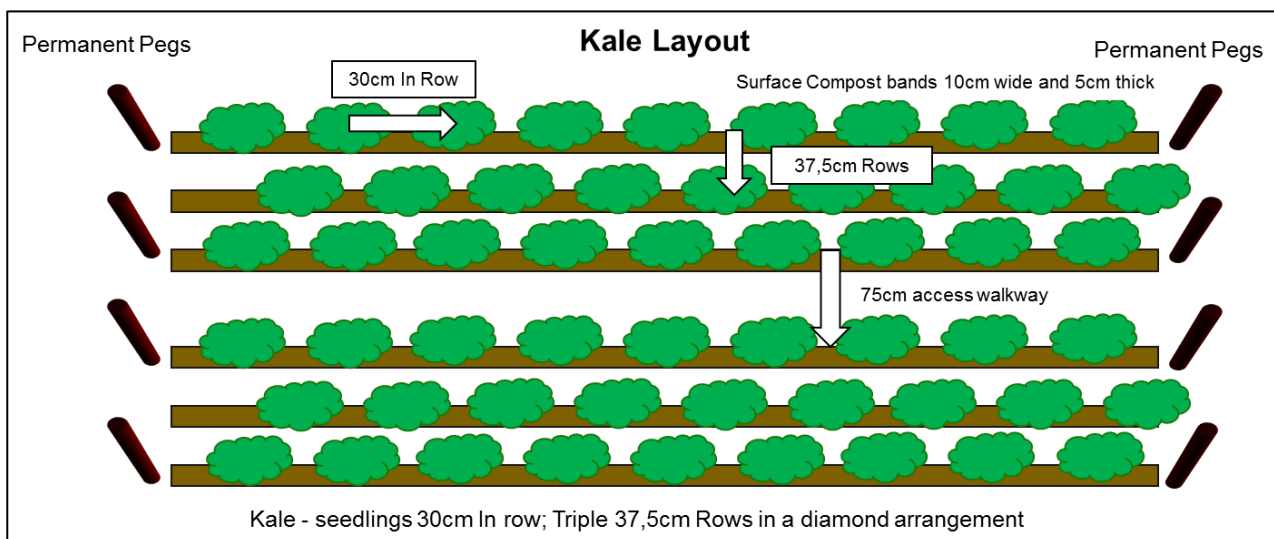 Kale Layout
Permanent Pegs
Permanent Pegs
30cm In Row
Surface Compost bands 10cm wide and 5cm thick
37,5cm Rows
75cm access walkway
Kale - seedlings 30cm In row; Triple 37,5cm Rows in a diamond arrangement